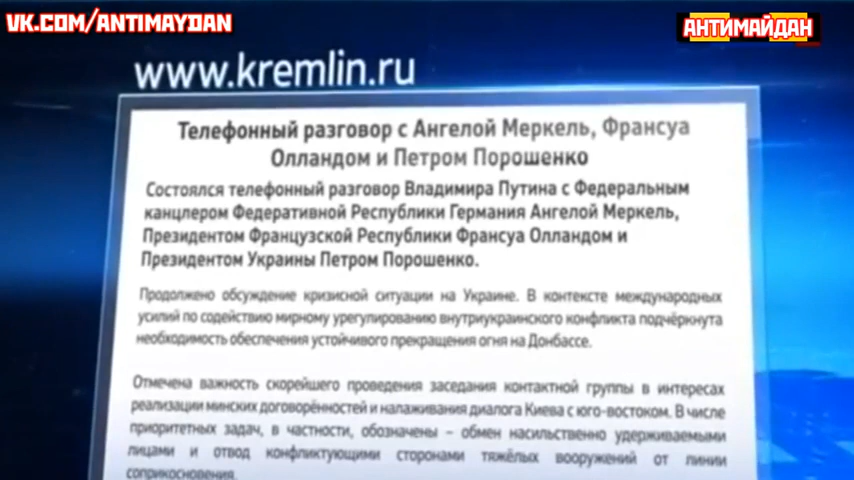 VK.COM/ANTIMAYDAN
АНТИМАЙДАН
www.kremlin.ru
Телефонный разговор с Ангелой Меркель, Франсуа
Олландом и Петром Порошенко
Состоялся телефонный разговор Владимира Путина с Федеральным
канцлером Федеративной Республики Германия Ангелой Меркель,
Президентом Французской Республики Франсуа Олландом и
Президентом Украины Петром Порошенко.
Продолжено обсуждение кризисной ситуации на Украине. В контексте международных
усилий по содействию мирному урегулированию внутриукраинского конфликта подчёркнута
необходимость обеспечения устойчивого прекращения огня на Донбассе.
Отмечена важность скорейшего проведения заседания контактной группы в интересах
реализации минских договорённостей и налаживания диалога Киева с юго-востоком. В числе
приоритетных задач, в частности, обозначены – обмен насильственно удерживаемыми
лицами и отвод конфликтующими сторонами тяжёлых вооружений от линии
соприкосновения.